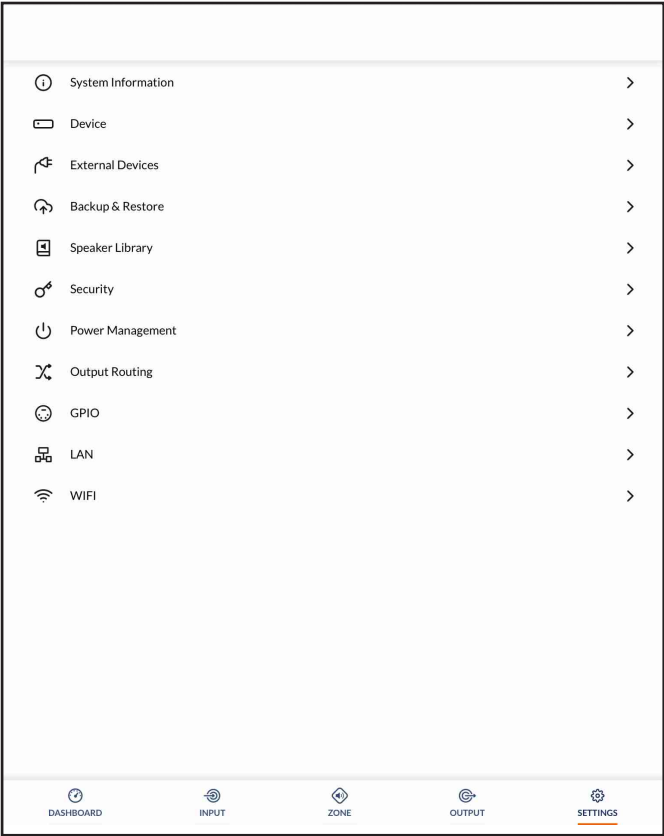 System Information
Device
External Devices
Backup & Restore
Speaker Library
Security
Power Management
Output Routing
GPIO
LAN
WIFI
DASHBOARD INPUT ZONE OUTPUT SETTINGS